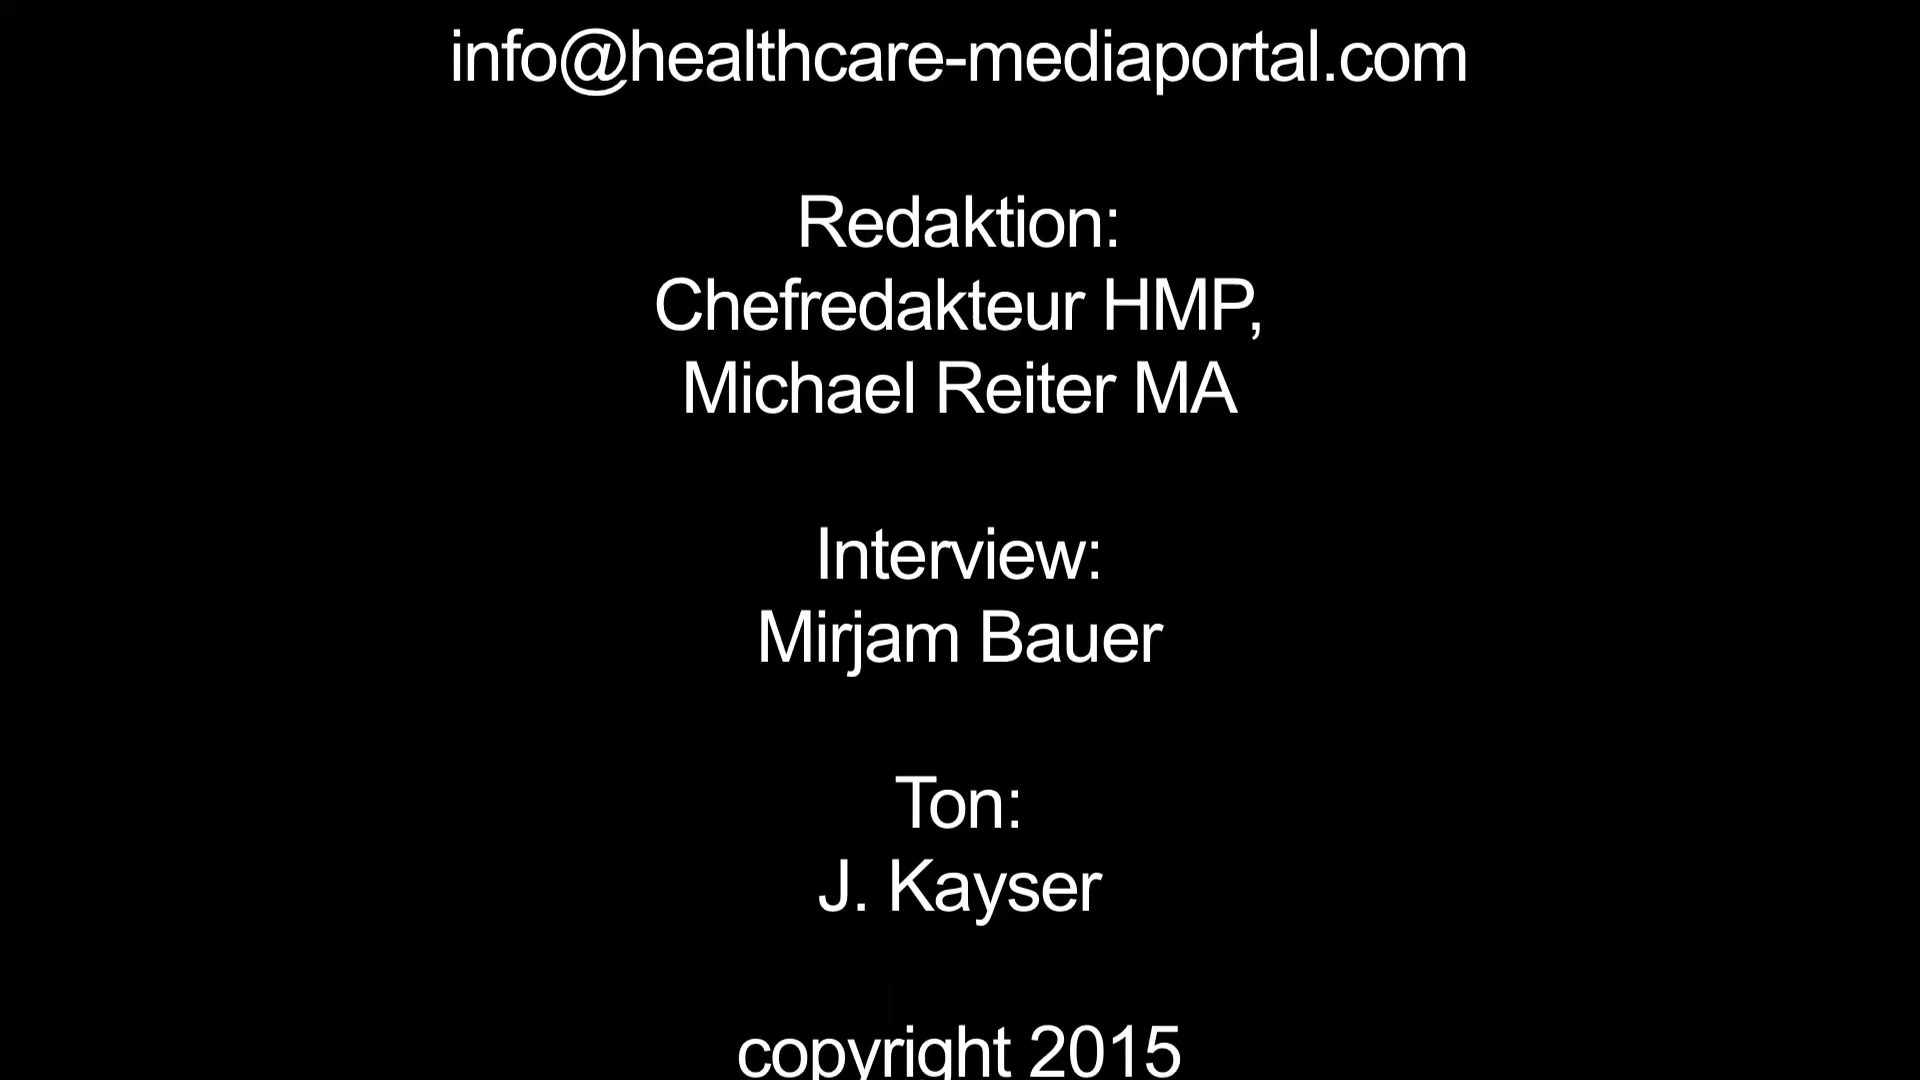 info@healthcare-mediaportal.com
Redaktion:
Chefredakteur HMP,
Michael Reiter MA
Interview:
Mirjam Bauer
Ton:
J. Kayser
copyright 2015